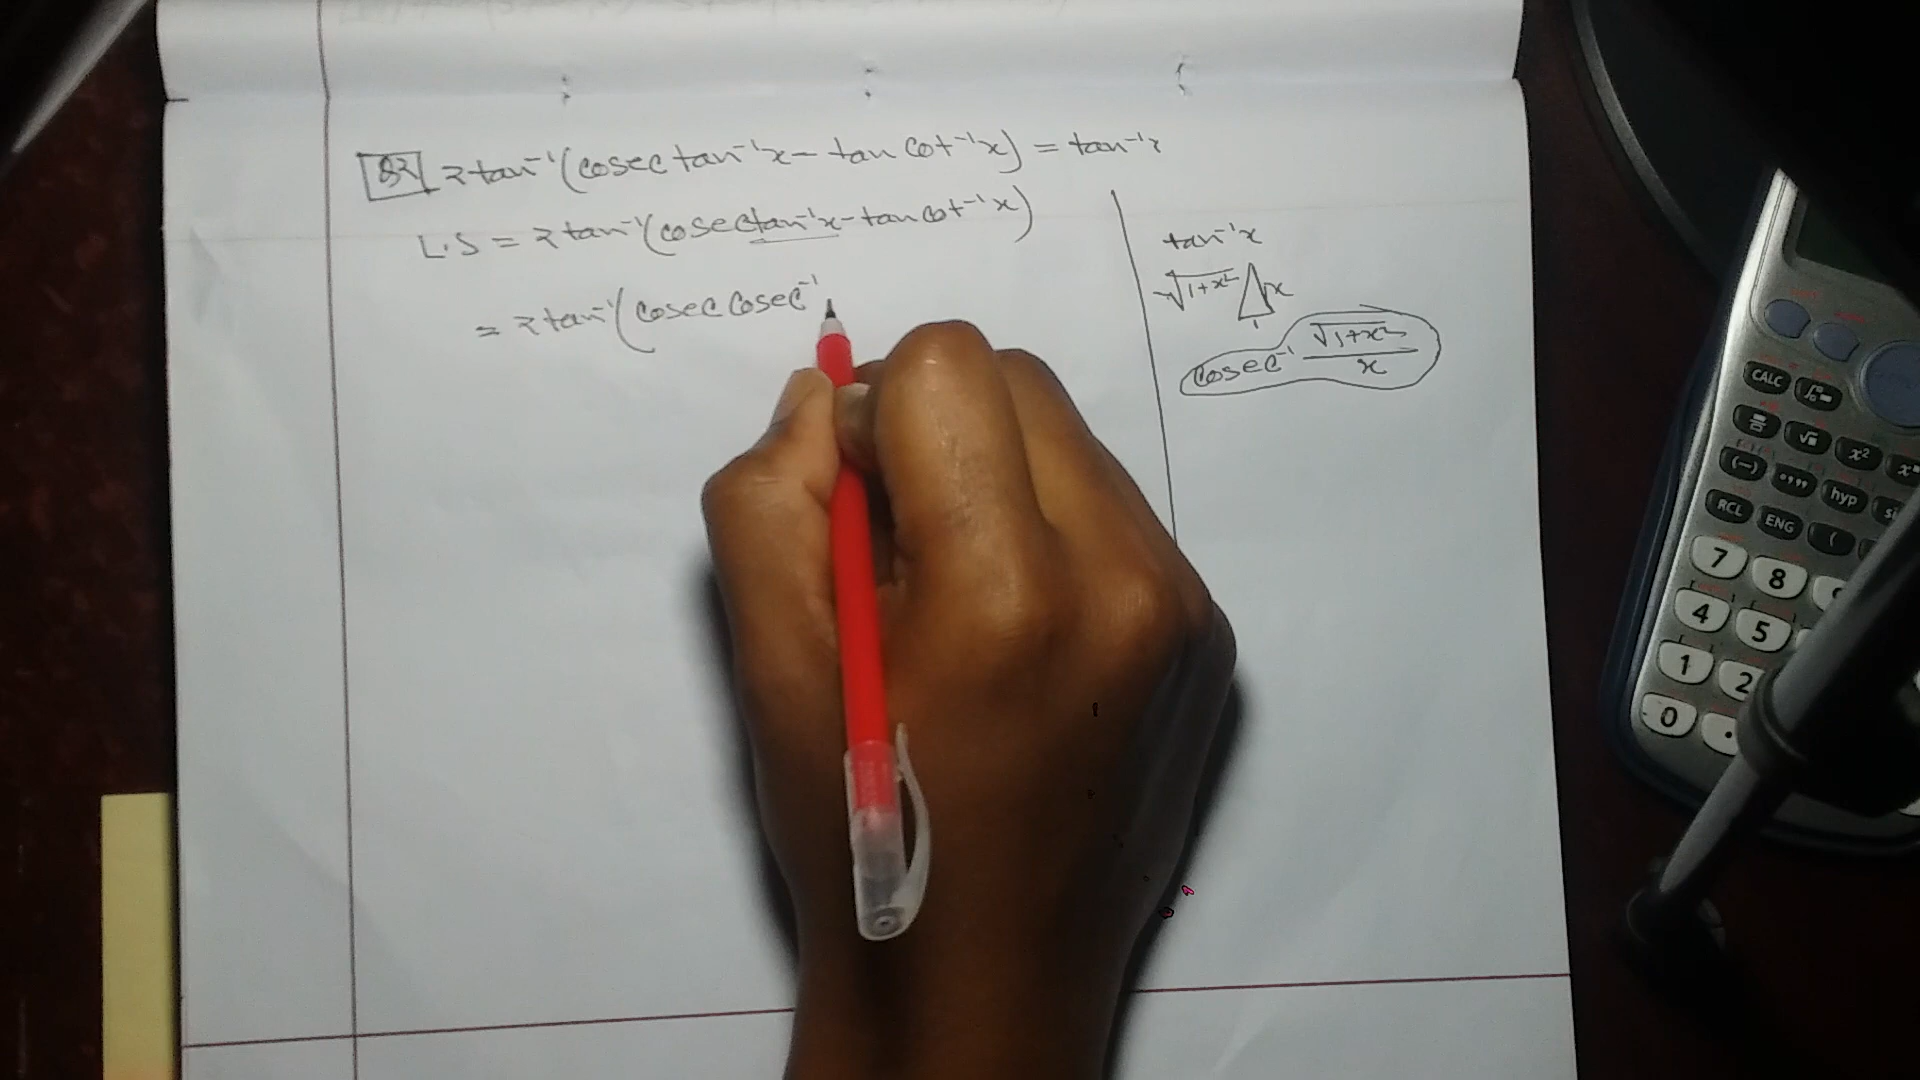 82 2tan⁻¹(cosec tan⁻¹x - tan cot⁻¹x) = tan⁻¹x
L.S = 2tan⁻¹(cosec tan⁻¹x - tan cot⁻¹x)
= 2tan⁻¹(cosec cosec⁻¹
tan⁻¹x
√1+x² x
1
cosec⁻¹ √1+x² / x
CALC
√ x²
(-) °,,, hyp
RCL ENG (
7 8
4 5
1 2
0 .